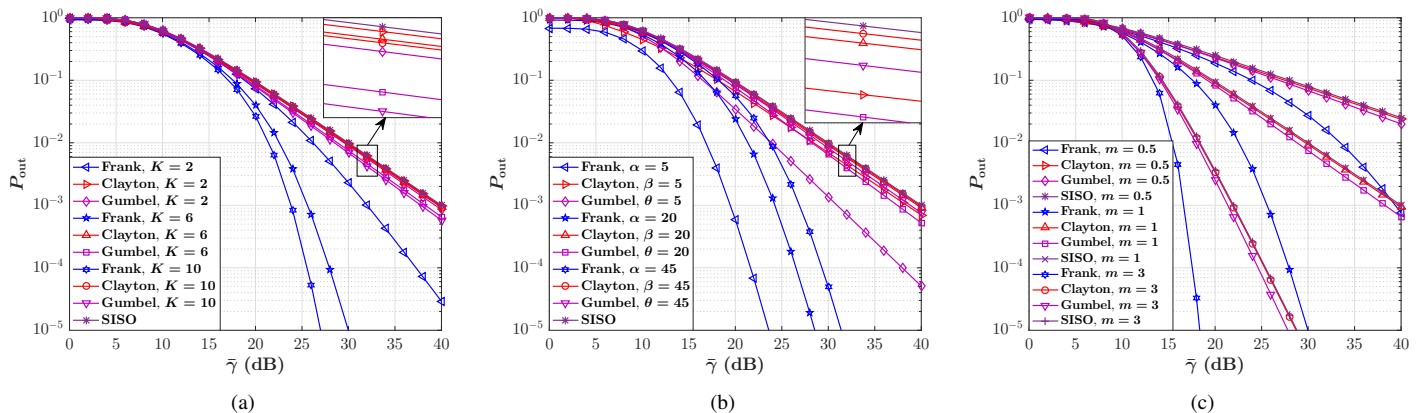 10⁰
10⁻¹
10⁻²
10⁻³
10⁻⁴
10⁻⁵
P_out
Frank, K = 2
Clayton, K = 2
Gumbel, K = 2
Frank, K = 6
Clayton, K = 6
Gumbel, K = 6
Frank, K = 10
Clayton, K = 10
Gumbel, K = 10
SISO
0 5 10 15 20 25 30 35 40
γ̄ (dB)
(a)
10⁰
10⁻¹
10⁻²
10⁻³
10⁻⁴
10⁻⁵
P_out
Frank, α = 5
Clayton, β = 5
Gumbel, θ = 5
Frank, α = 20
Clayton, β = 20
Gumbel, θ = 20
Frank, α = 45
Clayton, β = 45
Gumbel, θ = 45
SISO
0 5 10 15 20 25 30 35 40
γ̄ (dB)
(b)
10⁰
10⁻¹
10⁻²
10⁻³
10⁻⁴
10⁻⁵
P_out
Frank, m = 0.5
Clayton, m = 0.5
Gumbel, m = 0.5
SISO, m = 0.5
Frank, m = 1
Clayton, m = 1
Gumbel, m = 1
SISO, m = 1
Frank, m = 3
Clayton, m = 3
Gumbel, m = 3
SISO, m = 3
0 5 10 15 20 25 30 35 40
γ̄ (dB)
(c)